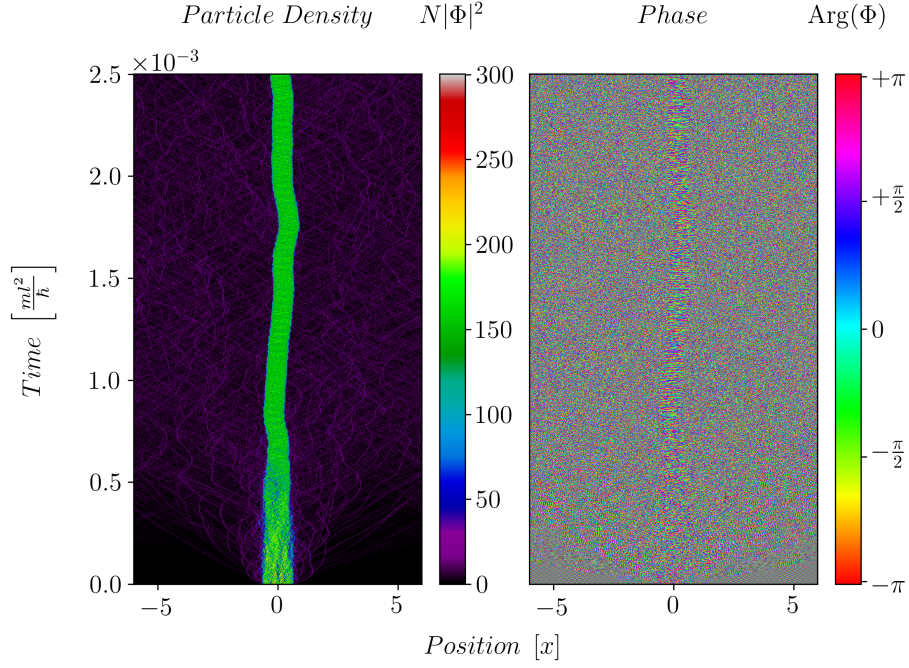 Particle Density N|Φ|² Phase Arg(Φ)
×10⁻³
2.5
2.0
1.5
1.0
0.5
0.0
Time [ml²/ħ]
−5 0 5
300
250
200
150
100
50
0
−5 0 5
+π
+π/2
0
−π/2
−π
Position [x]